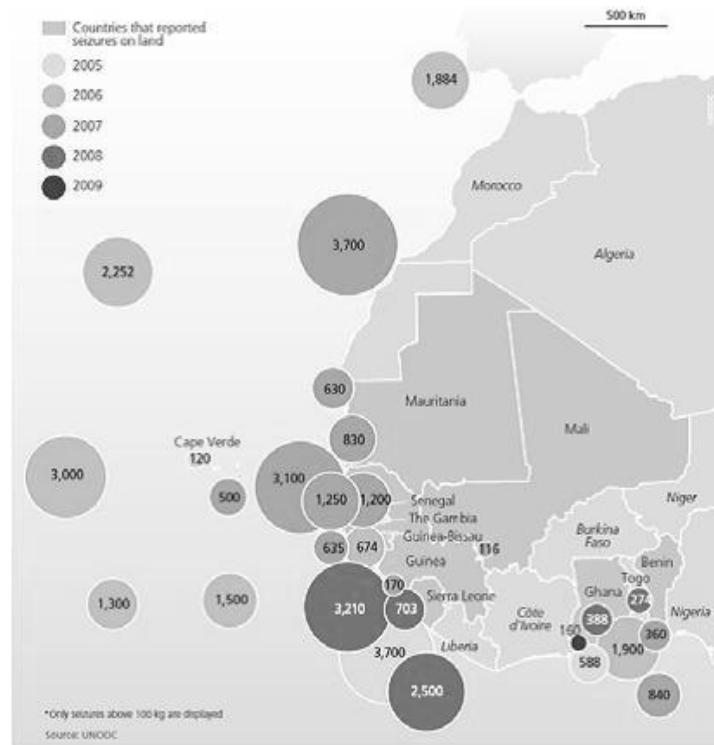 500 km
Countries that reported
seizures on land
2005
2006
2007
2008
2009
1,884
Morocco
3,700
Algeria
2,252
630
Mauritania
830
Mali
Cape Verde
120
3,000
3,100
500
1,250
1,200
Senegal
The Gambia
Niger
Guinea-Bissau
Burkina
Faso
635
674
116
Guinea
Benin
Togo
170
Ghana
274
1,300
1,500
3,210
703
Sierra Leone
Côte
d'Ivoire
388
Nigeria
160
360
Liberia
3,700
1,900
588
2,500
840
*Only seizures above 100 kg are displayed
Source: UNODC